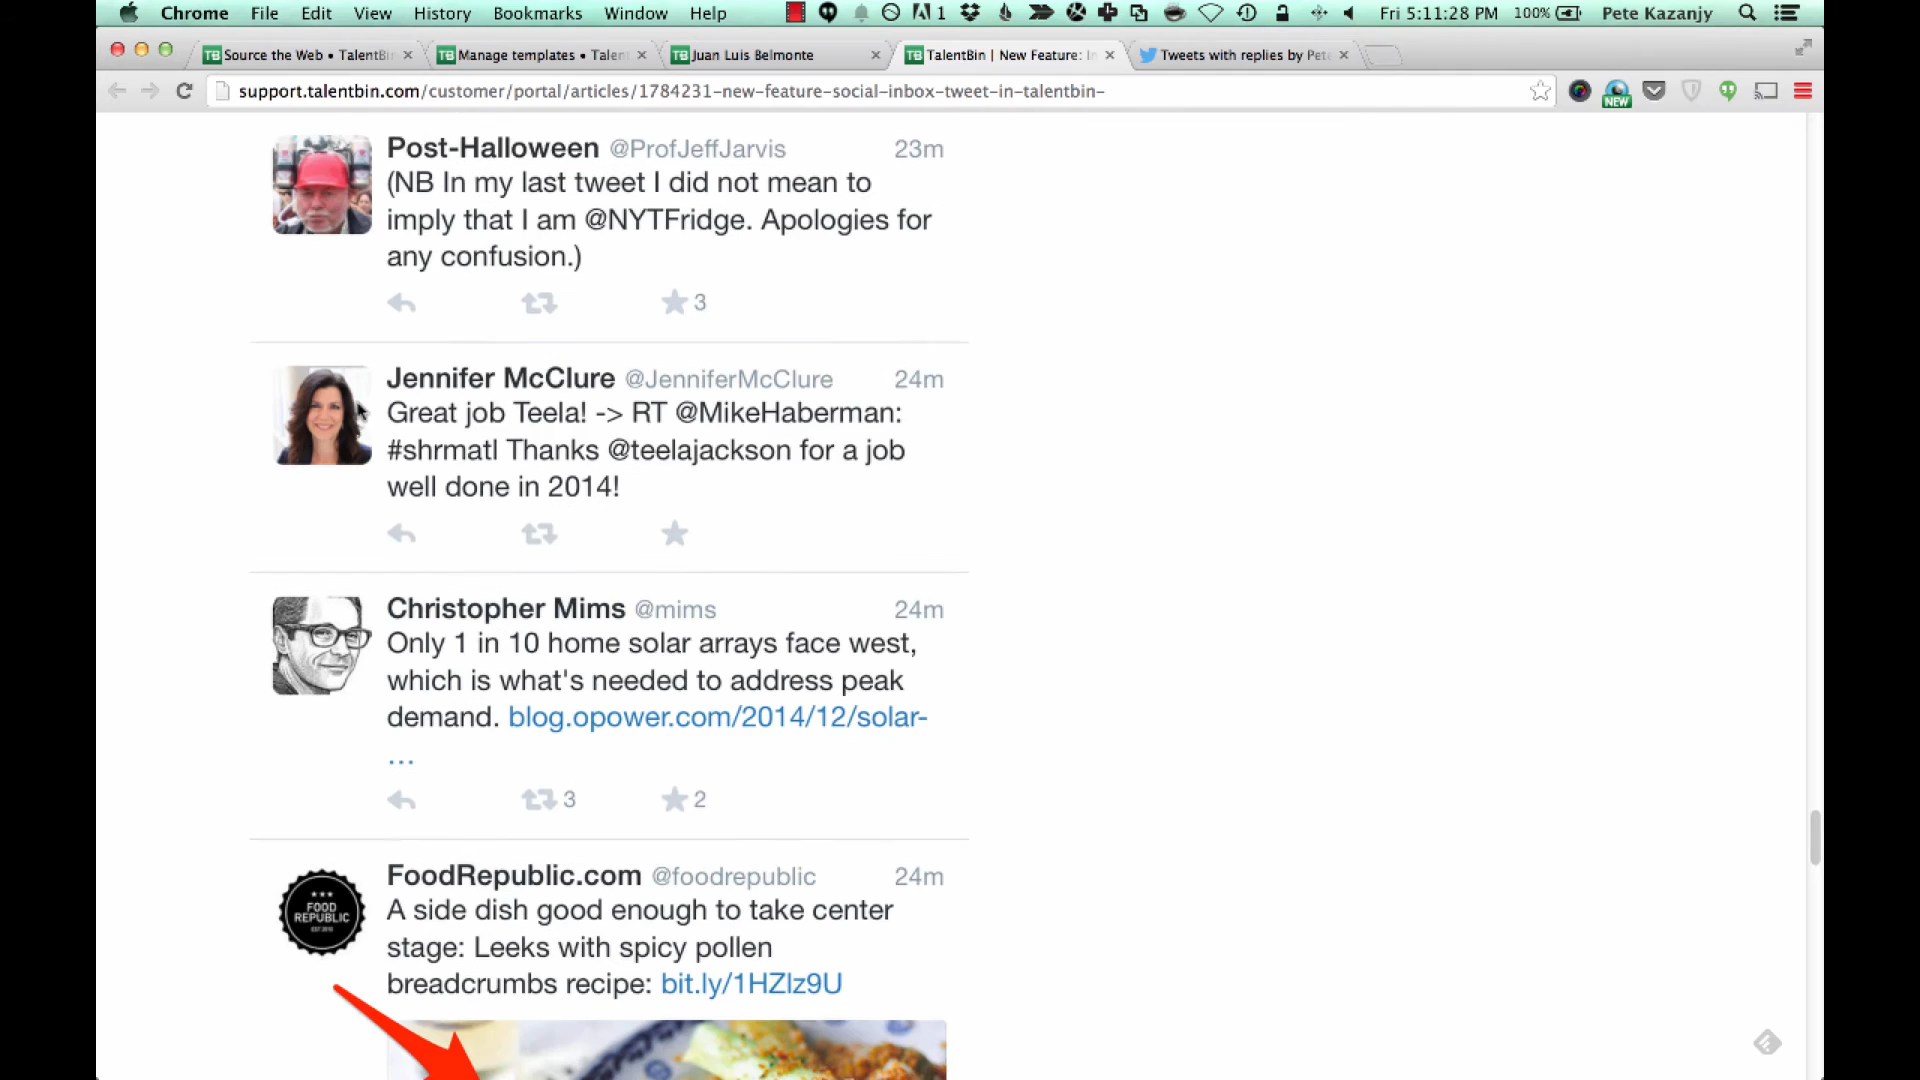 Chrome File Edit View History Bookmarks Window Help 1 Fri 5:11:28 PM 100% Pete Kazanjy
Source the Web • TalentBin
Manage templates • Talen
Juan Luis Belmonte
TalentBin | New Feature: In
Tweets with replies by Pete
support.talentbin.com/customer/portal/articles/1784231-new-feature-social-inbox-tweet-in-talentbin-
NEW
Post-Halloween @ProfJeffJarvis 23m
(NB In my last tweet I did not mean to
imply that I am @NYTFridge. Apologies for
any confusion.)
3
Jennifer McClure @JenniferMcClure 24m
Great job Teela! -> RT @MikeHaberman:
#shrmatl Thanks @teelajackson for a job
well done in 2014!
Christopher Mims @mims 24m
Only 1 in 10 home solar arrays face west,
which is what's needed to address peak
demand. blog.opower.com/2014/12/solar-
...
3 2
FoodRepublic.com @foodrepublic 24m
FOOD
REPUBLIC
A side dish good enough to take center
stage: Leeks with spicy pollen
breadcrumbs recipe: bit.ly/1HZlz9U